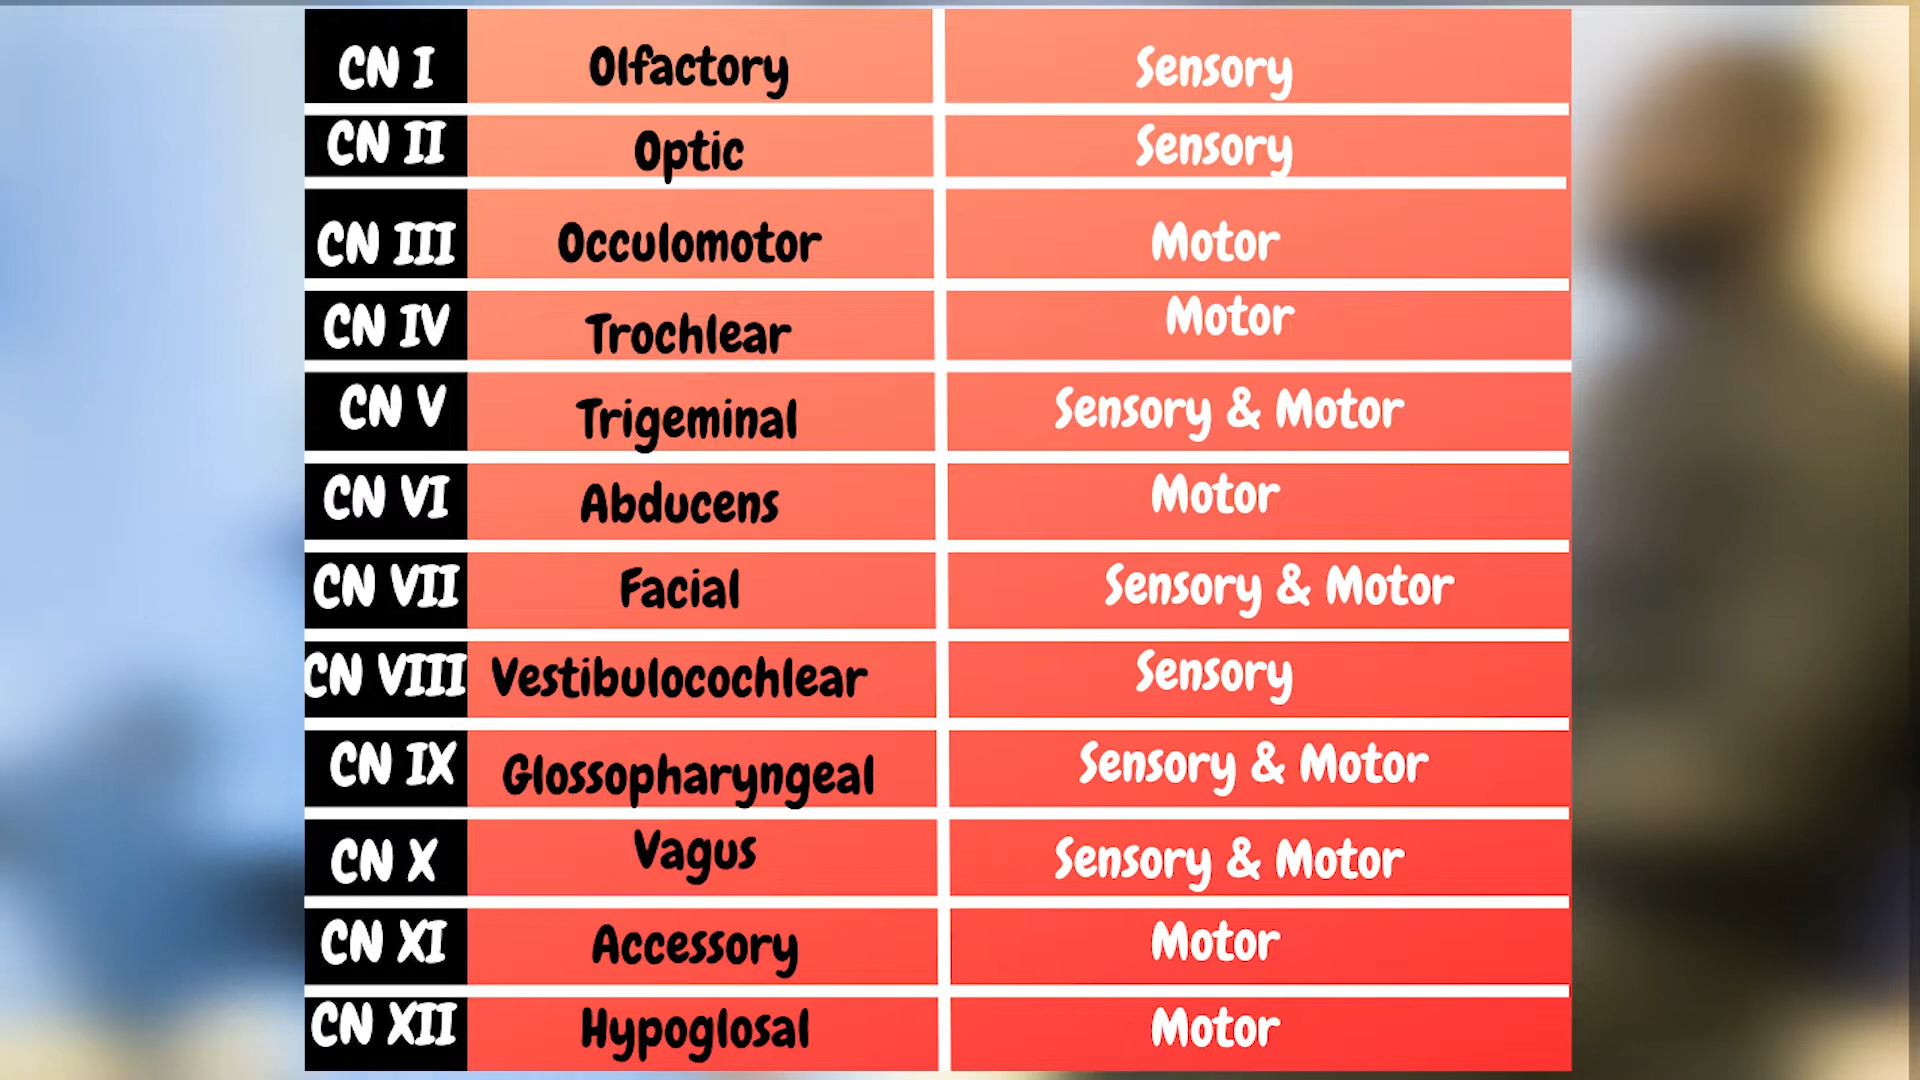 CN I Olfactory Sensory
CN II Optic Sensory
CN III Occulomotor Motor
CN IV Trochlear Motor
CN V Trigeminal Sensory & Motor
CN VI Abducens Motor
CN VII Facial Sensory & Motor
CN VIII Vestibulocochlear Sensory
CN IX Glossopharyngeal Sensory & Motor
CN X Vagus Sensory & Motor
CN XI Accessory Motor
CN XII Hypoglosal Motor